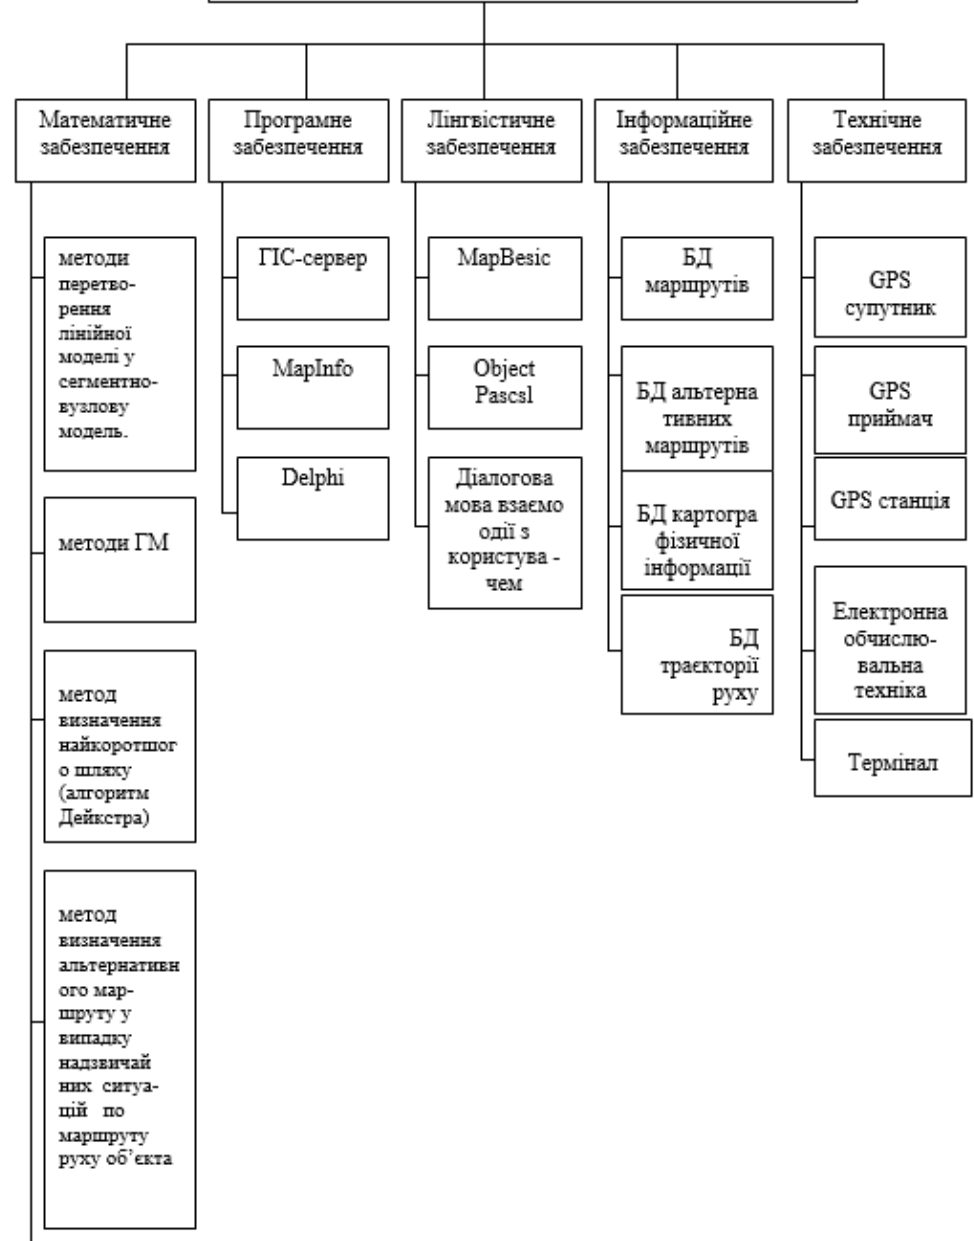 Математичне
забезпечення
Програмне
забезпечення
Лінгвістичне
забезпечення
Інформаційне
забезпечення
Технічне
забезпечення
методи
перетво-
рення
лінійної
моделі у
сегментно-
вузлову
модель.
методи ГМ
метод
визначення
найкоротшог
о шляху
(алгоритм
Дейкстра)
метод
визначення
альтернативн
ого мар-
шруту у
випадку
надзвичай
них ситуа-
цій по
маршруту
руху об’єкта
ГІС-сервер
MapInfo
Delphi
MapBesic
Object
Pascsl
Діалогова
мова взаємо
одії з
користува -
чем
БД
маршрутів
БД альтерна
тивних
маршрутів
БД картогра
фізичної
інформації
БД
траєкторії
руху
GPS
супутник
GPS
приймач
GPS станція
Електронна
обчислю-
вальна
техніка
Термінал